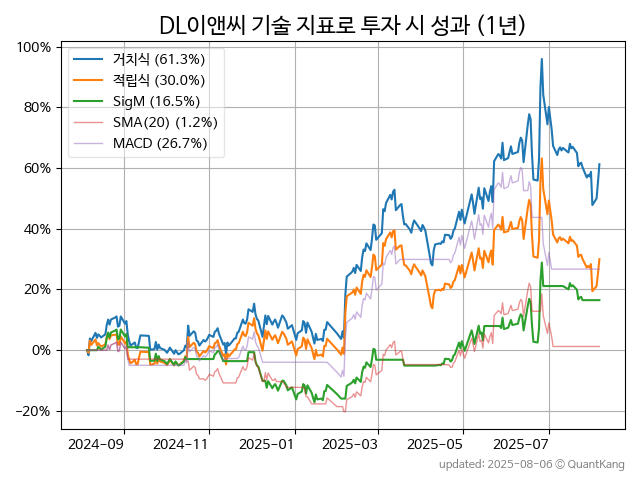 DL이앤씨 기술 지표로 투자 시 성과 (1년)
100%
80%
60%
40%
20%
0%
−20%
거치식 (61.3%)
적립식 (30.0%)
SigM (16.5%)
SMA(20) (1.2%)
MACD (26.7%)
2024−09 2024−11 2025−01 2025−03 2025−05 2025−07
updated: 2025-08-06 © QuantKang